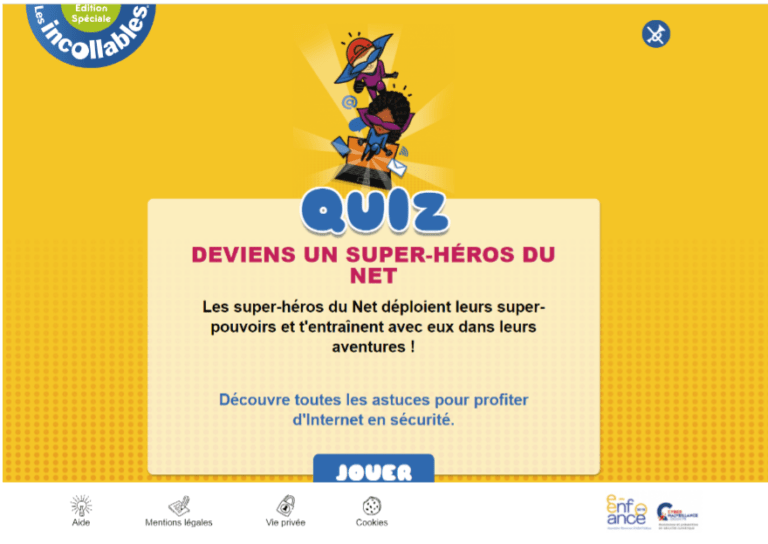 Édition
Spéciale
Les incollables®
QUIZ
DEVIENS UN SUPER-HÉROS DU
NET
Les super-héros du Net déploient leurs super-
pouvoirs et t'entraînent avec eux dans leurs
aventures !
Découvre toutes les astuces pour profiter
d'Internet en sécurité.
JOUER
Aide
Mentions légales
Vie privée
Cookies
enfance
CYBER
MALVEILLANCE